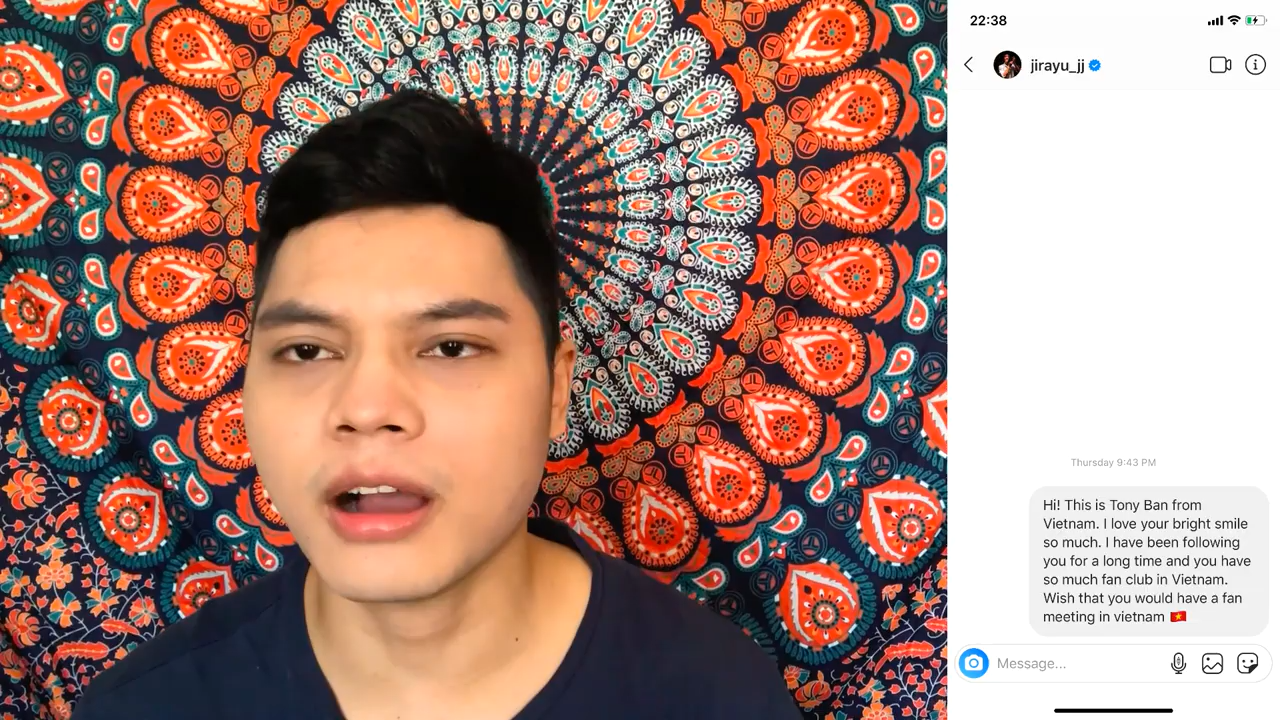 22:38
jirayu_jj
Thursday 9:43 PM
Hi! This is Tony Ban from
Vietnam. I love your bright smile
so much. I have been following
you for a long time and you have
so much fan club in Vietnam.
Wish that you would have a fan
meeting in vietnam 🇻🇳
Message...